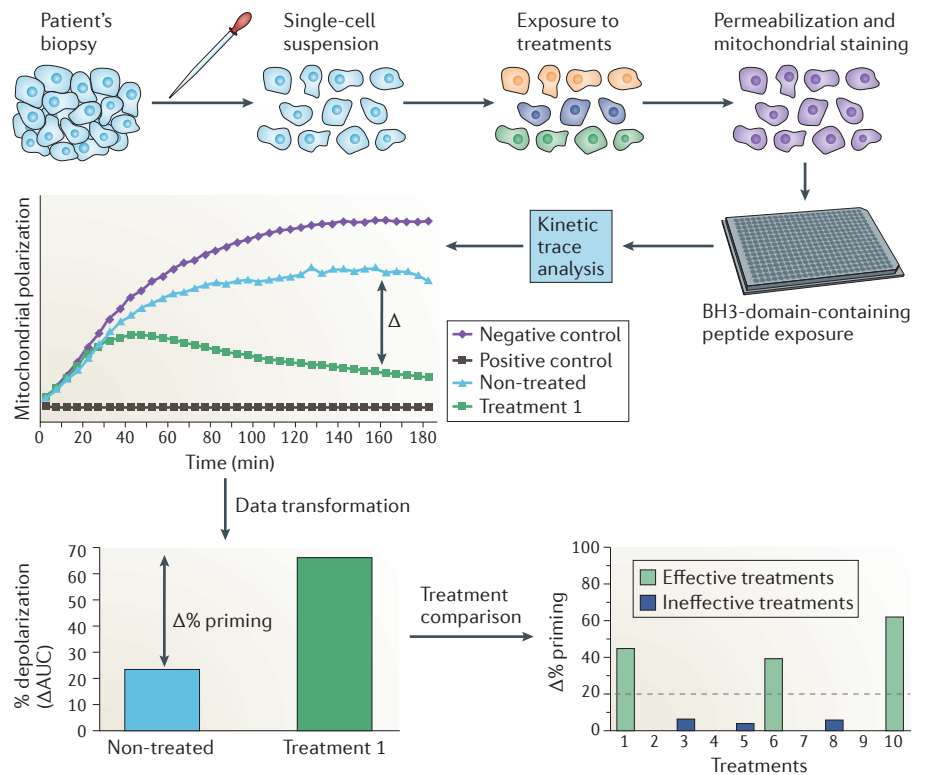 Patient's
biopsy
Single-cell
suspension
Exposure to
treatments
Permeabilization and
mitochondrial staining
Mitochondrial polarization
Δ
Kinetic
trace
analysis
BH3-domain-containing
peptide exposure
Negative control
Positive control
Non-treated
Treatment 1
0 20 40 60 80 100 120 140 160 180
Time (min)
Data transformation
% depolarization
(ΔAUC)
70
60
50
40
30
20
10
0
Δ% priming
Non-treated
Treatment 1
Treatment
comparison
Δ% priming
100
80
60
40
20
0
Effective treatments
Ineffective treatments
1 2 3 4 5 6 7 8 9 10
Treatments